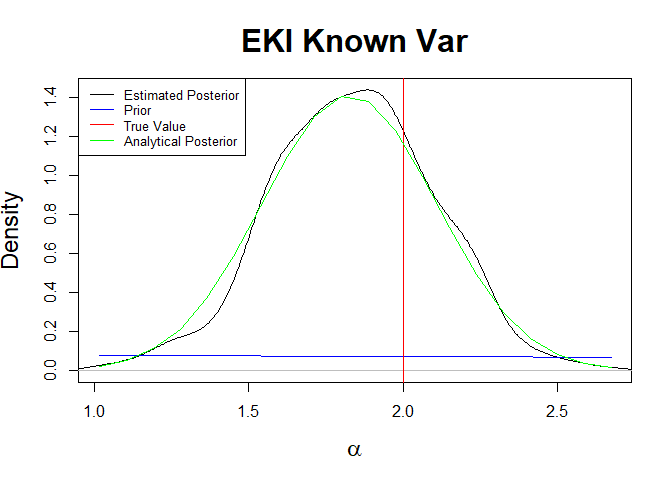 EKI Known Var
Estimated Posterior
Prior
True Value
Analytical Posterior
Density
0.0
0.2
0.4
0.6
0.8
1.0
1.2
1.4
1.0
1.5
2.0
2.5
α